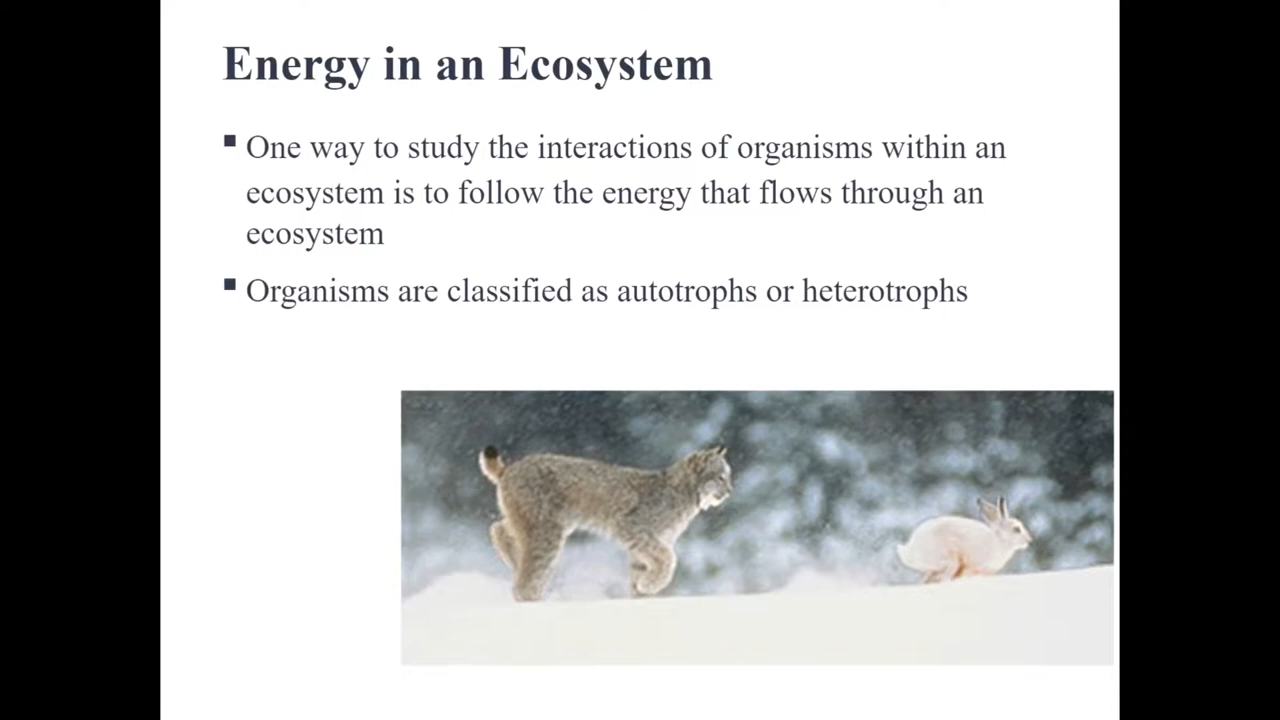 Energy in an Ecosystem
▪ One way to study the interactions of organisms within an
ecosystem is to follow the energy that flows through an
ecosystem
▪ Organisms are classified as autotrophs or heterotrophs